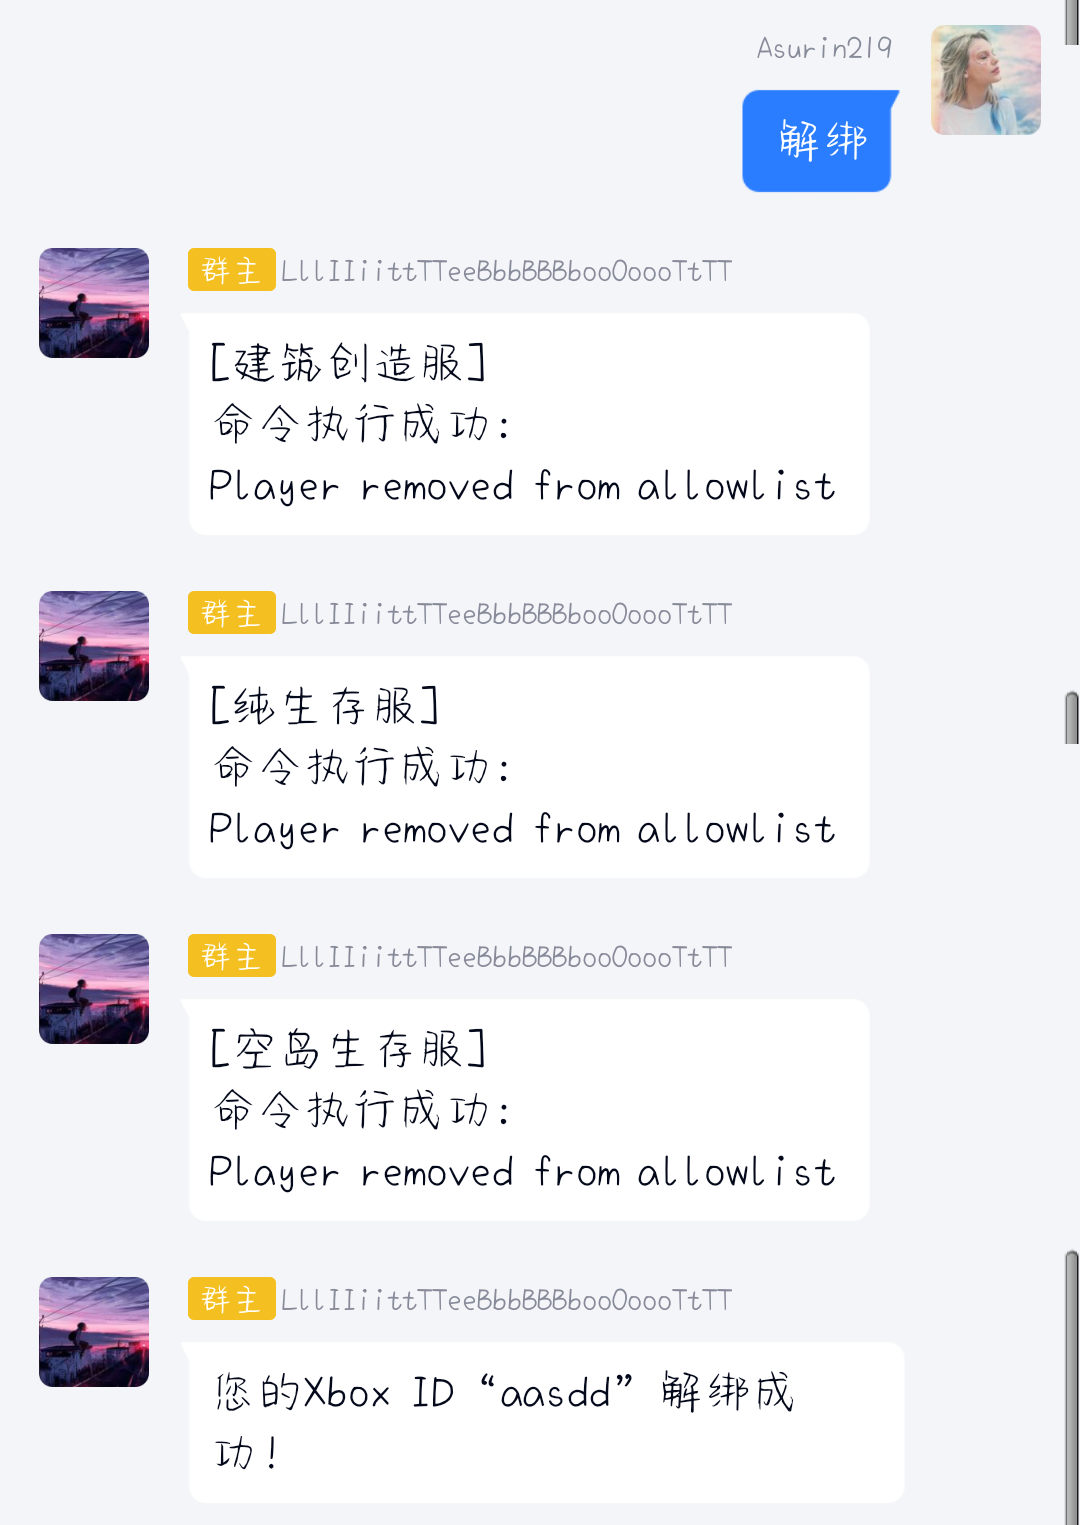 Asurin219
解绑
群主 LllIIiittTTeeBbbBBBbooOoooTtTT
[建筑创造服]
命令执行成功:
Player removed from allowlist
群主 LllIIiittTTeeBbbBBBbooOoooTtTT
[纯生存服]
命令执行成功:
Player removed from allowlist
群主 LllIIiittTTeeBbbBBBbooOoooTtTT
[空岛生存服]
命令执行成功:
Player removed from allowlist
群主 LllIIiittTTeeBbbBBBbooOoooTtTT
您的Xbox ID “aasdd” 解绑成
功!